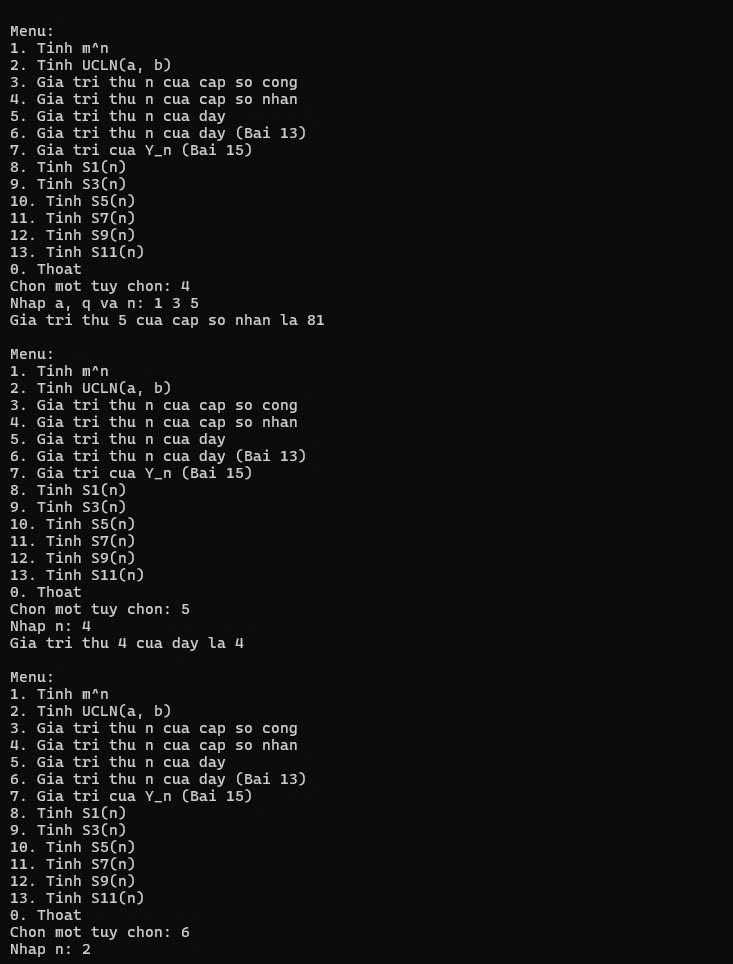 Menu:
1. Tinh m^n
2. Tinh UCLN(a, b)
3. Gia tri thu n cua cap so cong
4. Gia tri thu n cua cap so nhan
5. Gia tri thu n cua day
6. Gia tri thu n cua day (Bai 13)
7. Gia tri cua Y_n (Bai 15)
8. Tinh S1(n)
9. Tinh S3(n)
10. Tinh S5(n)
11. Tinh S7(n)
12. Tinh S9(n)
13. Tinh S11(n)
0. Thoat
Chon mot tuy chon: 4
Nhap a, q va n: 1 3 5
Gia tri thu 5 cua cap so nhan la 81
Menu:
1. Tinh m^n
2. Tinh UCLN(a, b)
3. Gia tri thu n cua cap so cong
4. Gia tri thu n cua cap so nhan
5. Gia tri thu n cua day
6. Gia tri thu n cua day (Bai 13)
7. Gia tri cua Y_n (Bai 15)
8. Tinh S1(n)
9. Tinh S3(n)
10. Tinh S5(n)
11. Tinh S7(n)
12. Tinh S9(n)
13. Tinh S11(n)
0. Thoat
Chon mot tuy chon: 5
Nhap n: 4
Gia tri thu 4 cua day la 4
Menu:
1. Tinh m^n
2. Tinh UCLN(a, b)
3. Gia tri thu n cua cap so cong
4. Gia tri thu n cua cap so nhan
5. Gia tri thu n cua day
6. Gia tri thu n cua day (Bai 13)
7. Gia tri cua Y_n (Bai 15)
8. Tinh S1(n)
9. Tinh S3(n)
10. Tinh S5(n)
11. Tinh S7(n)
12. Tinh S9(n)
13. Tinh S11(n)
0. Thoat
Chon mot tuy chon: 6
Nhap n: 2